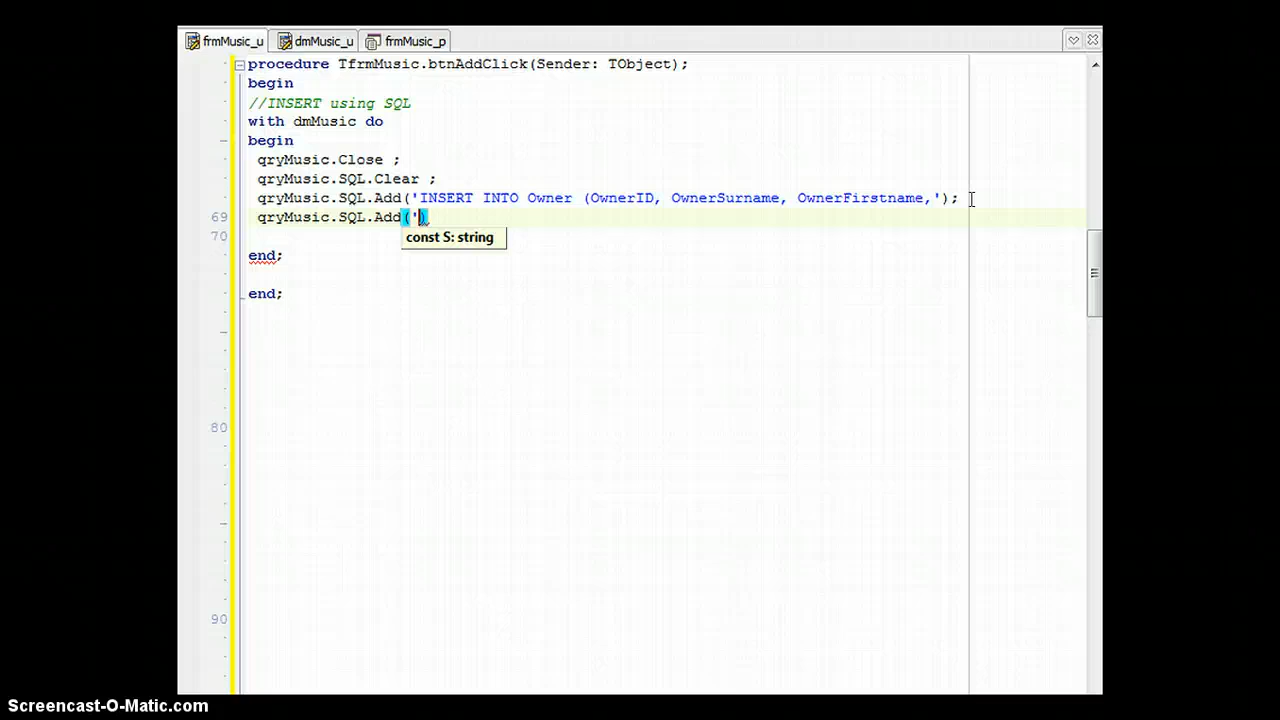 frmMusic_u dmMusic_u frmMusic_p
procedure TfrmMusic.btnAddClick(Sender: TObject);
begin
//INSERT using SQL
with dmMusic do
begin
qryMusic.Close ;
qryMusic.SQL.Clear ;
qryMusic.SQL.Add('INSERT INTO Owner (OwnerID, OwnerSurname, OwnerFirstname,');
69 qryMusic.SQL.Add(')
70 const S: string
end;
end;
80
90
Screencast-O-Matic.com